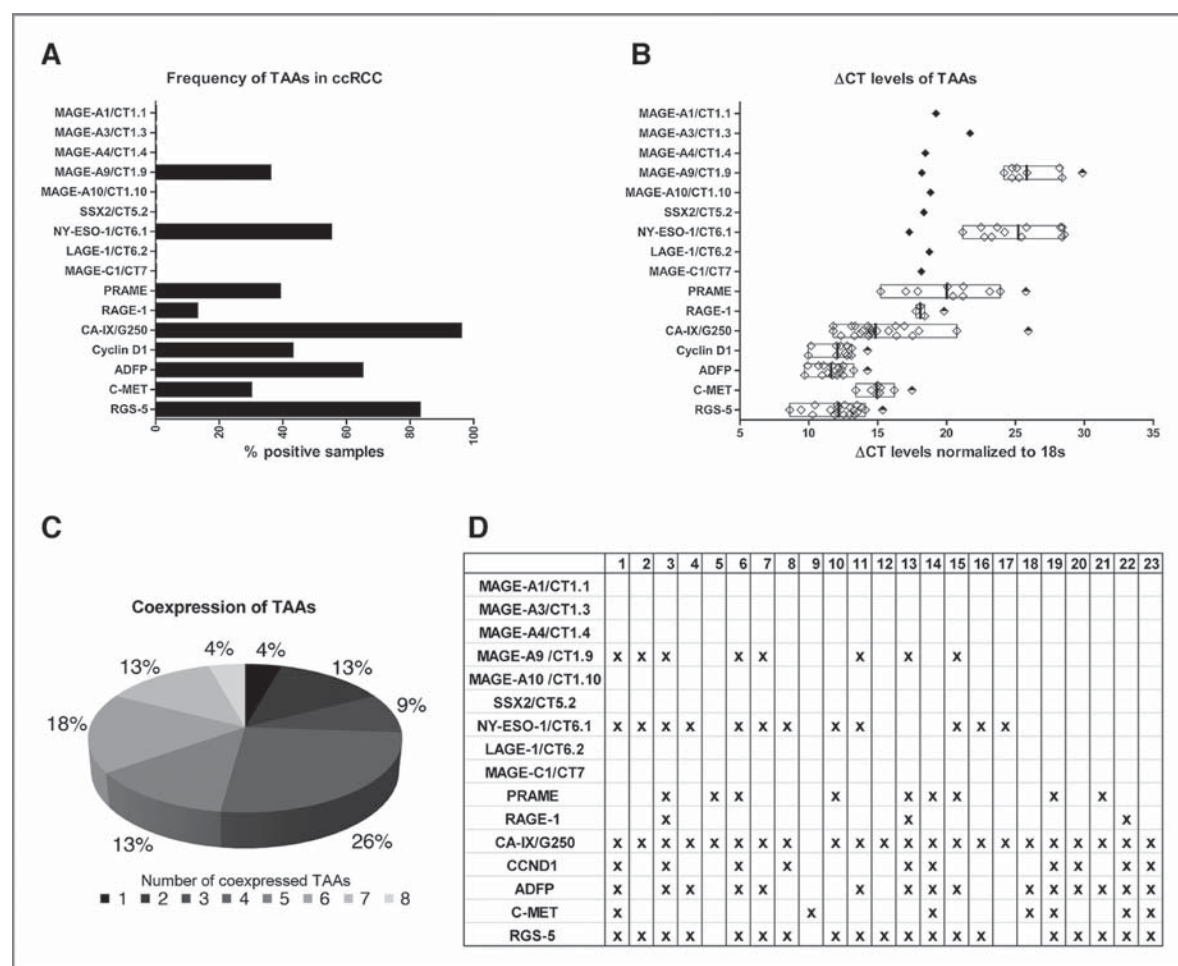 A
Frequency of TAAs in ccRCC
MAGE-A1/CT1.1
MAGE-A3/CT1.3
MAGE-A4/CT1.4
MAGE-A9/CT1.9
MAGE-A10/CT1.10
SSX2/CT5.2
NY-ESO-1/CT6.1
LAGE-1/CT6.2
MAGE-C1/CT7
PRAME
RAGE-1
CA-IX/G250
Cyclin D1
ADFP
C-MET
RGS-5
0 20 40 60 80 100
% positive samples
B
ΔCT levels of TAAs
MAGE-A1/CT1.1
MAGE-A3/CT1.3
MAGE-A4/CT1.4
MAGE-A9/CT1.9
MAGE-A10/CT1.10
SSX2/CT5.2
NY-ESO-1/CT6.1
LAGE-1/CT6.2
MAGE-C1/CT7
PRAME
RAGE-1
CA-IX/G250
Cyclin D1
ADFP
C-MET
RGS-5
5 10 15 20 25 30 35
ΔCT levels normalized to 18s
C
Coexpression of TAAs
4% 4%
13% 13%
9%
18%
13% 26%
Number of coexpressed TAAs
1 2 3 4 5 6 7 8
D
1 2 3 4 5 6 7 8 9 10 11 12 13 14 15 16 17 18 19 20 21 22 23
MAGE-A1/CT1.1
MAGE-A3/CT1.3
MAGE-A4/CT1.4
MAGE-A9 /CT1.9 x x x x x x x x
MAGE-A10 /CT1.10
SSX2/CT5.2
NY-ESO-1/CT6.1 x x x x x x x x x x x x
LAGE-1/CT6.2
MAGE-C1/CT7
PRAME x x x x x x x x x
RAGE-1 x x x
CA-IX/G250 x x x x x x x x x x x x x x x x x x x x x x
CCND1 x x x x x x x x x x
ADFP x x x x x x x x x x x x x x x
C-MET x x x x x x x
RGS-5 x x x x x x x x x x x x x x x x x x x